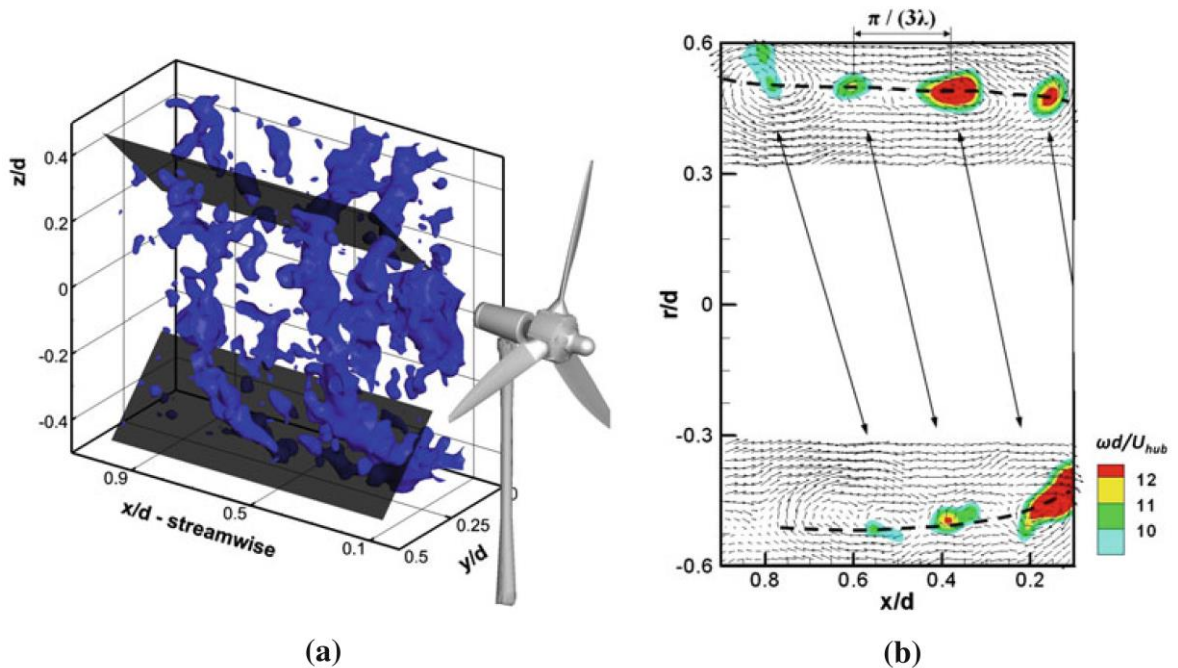 π / (3λ)
0.6
0.3
0
-0.3
-0.6
r/d
0.8
0.6
0.4
0.2
x/d
ωd/U_hub
12
11
10
0.4
0.2
0
-0.2
-0.4
z/d
0.9
0.5
0.1
x/d - streamwise
0
0.25
0.5
y/d
(a)
(b)